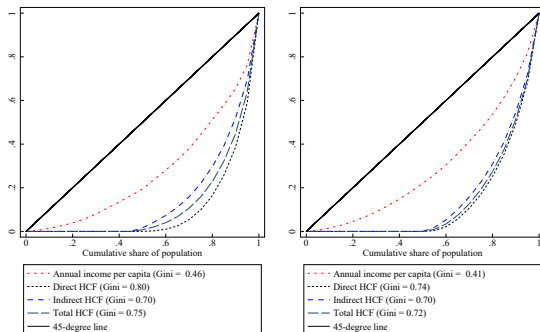 1
.8
.6
.4
.2
0
0 .2 .4 .6 .8 1
Cumulative share of population
Annual income per capita (Gini = 0.46)
Direct HCF (Gini = 0.80)
Indirect HCF (Gini = 0.70)
Total HCF (Gini = 0.75)
45-degree line
1
.8
.6
.4
.2
0
0 .2 .4 .6 .8 1
Cumulative share of population
Annual income per capita (Gini = 0.41)
Direct HCF (Gini = 0.74)
Indirect HCF (Gini = 0.70)
Total HCF (Gini = 0.72)
45-degree line